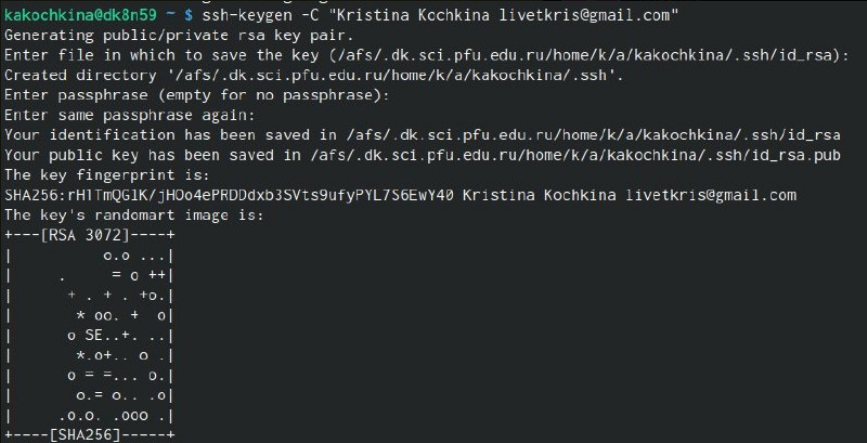 kakochkina@dk8n59 ~ $ ssh-keygen -C "Kristina Kochkina livetkris@gmail.com"
Generating public/private rsa key pair.
Enter file in which to save the key (/afs/.dk.sci.pfu.edu.ru/home/k/a/kakochkina/.ssh/id_rsa):
Created directory '/afs/.dk.sci.pfu.edu.ru/home/k/a/kakochkina/.ssh'.
Enter passphrase (empty for no passphrase):
Enter same passphrase again:
Your identification has been saved in /afs/.dk.sci.pfu.edu.ru/home/k/a/kakochkina/.ssh/id_rsa
Your public key has been saved in /afs/.dk.sci.pfu.edu.ru/home/k/a/kakochkina/.ssh/id_rsa.pub
The key fingerprint is:
SHA256:rHlTmQGlK/jHOo4ePRDDdxb3SVts9ufyPYL7S6EwY40 Kristina Kochkina livetkris@gmail.com
The key's randomart image is:
+---[RSA 3072]----+
|         o.o ...|
|    .     = o ++|
|     + . + . +o.|
|      * oo. +  o|
|     o SE..+. ..|
|      *.o+.. o .|
|     o = =... o.|
|      o.= o.. .o|
|    .o.o. .ooo .|
+----[SHA256]-----+